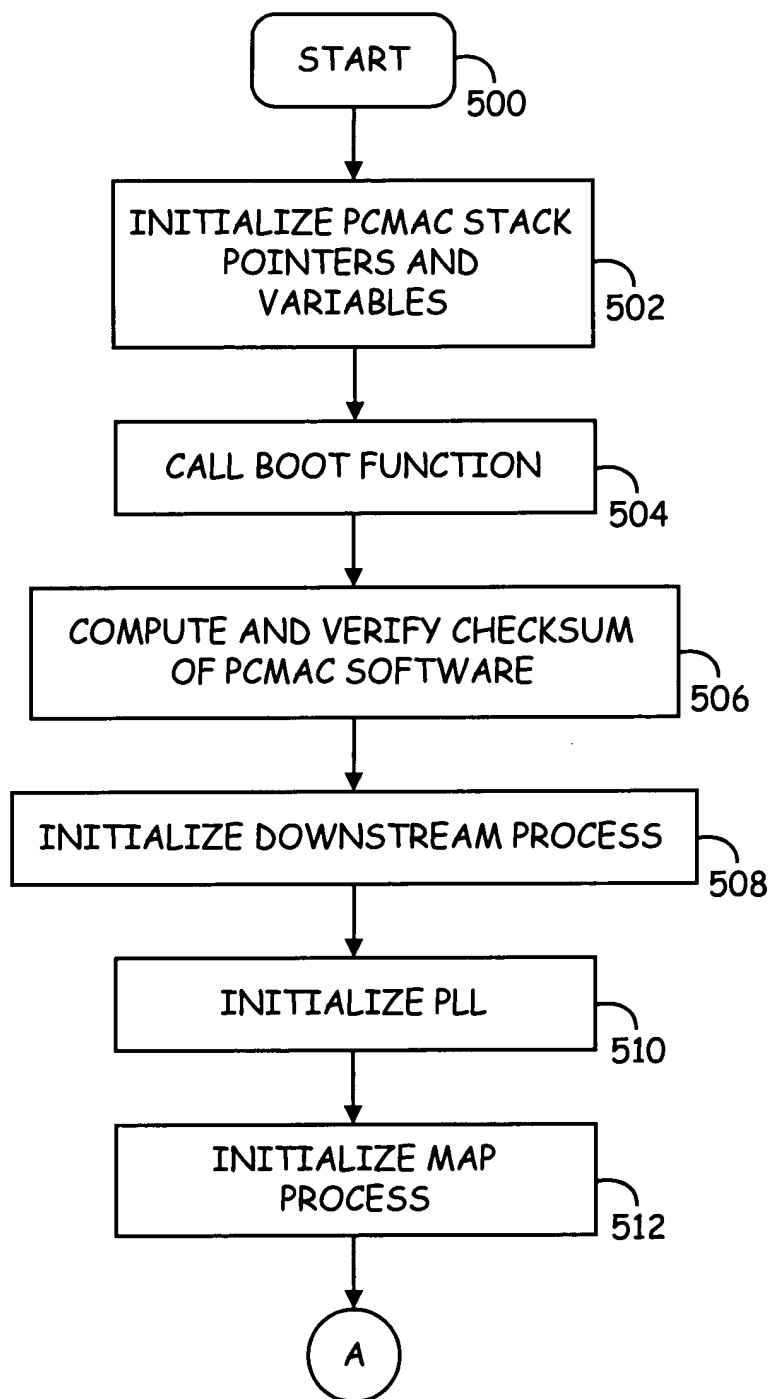 START
500
INITIALIZE PCMAC STACK
POINTERS AND
VARIABLES
502
CALL BOOT FUNCTION
504
COMPUTE AND VERIFY CHECKSUM
OF PCMAC SOFTWARE
506
INITIALIZE DOWNSTREAM PROCESS
508
INITIALIZE PLL
510
INITIALIZE MAP
PROCESS
512
A